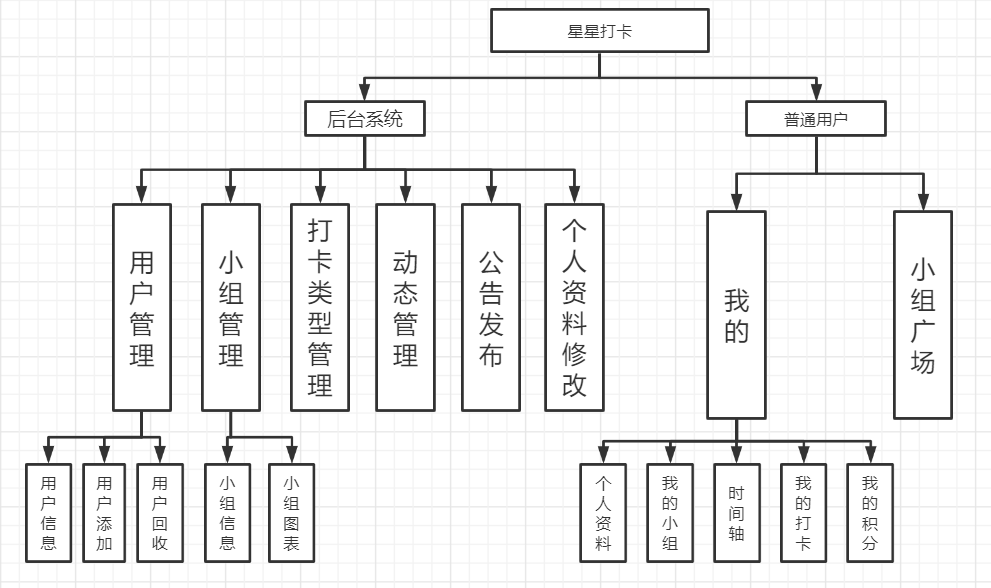 星星打卡
后台系统
普通用户
用户管理
小组管理
打卡类型管理
动态管理
公告发布
个人资料修改
我的
小组广场
用户信息
用户添加
用户回收
小组信息
小组图表
个人资料
我的小组
时间轴
我的打卡
我的积分